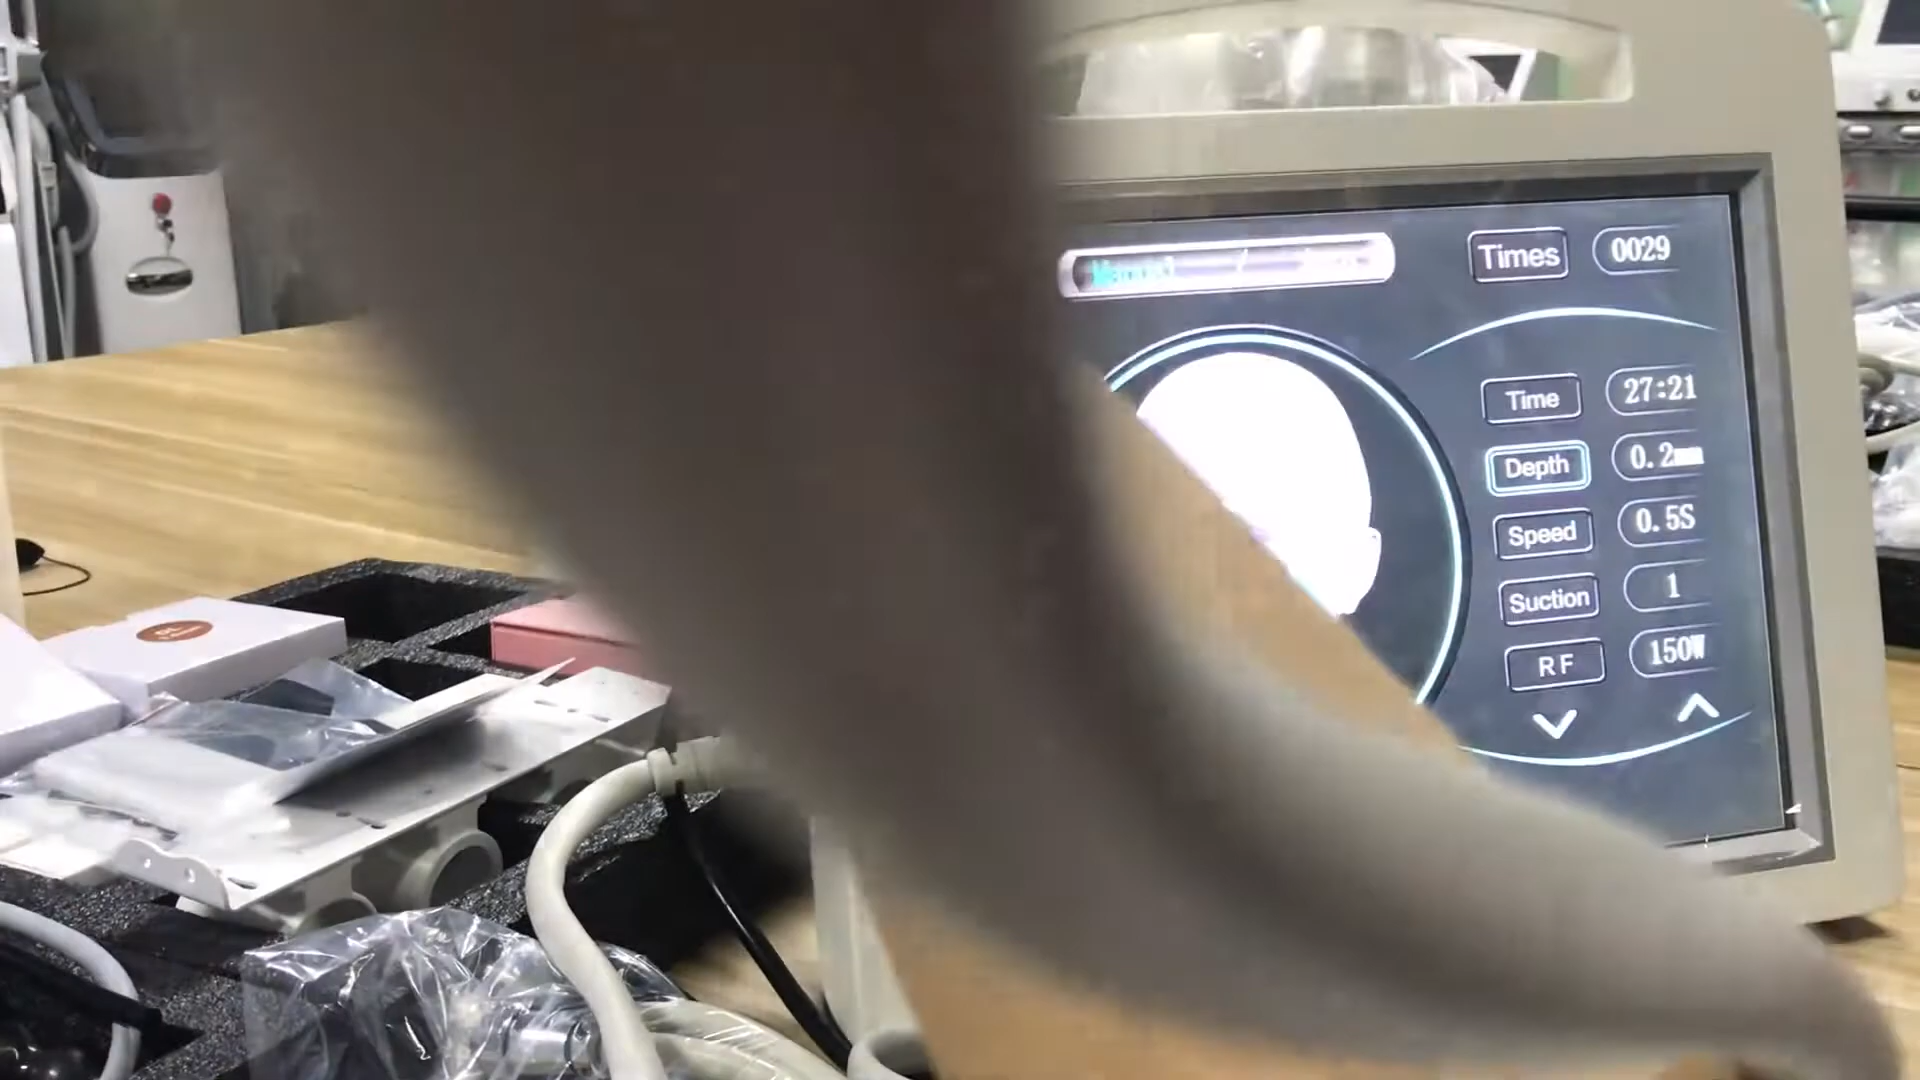 Times 0029
Time 27:21
Depth 0.2mm
Speed 0.5S
Suction 1
RF 150W